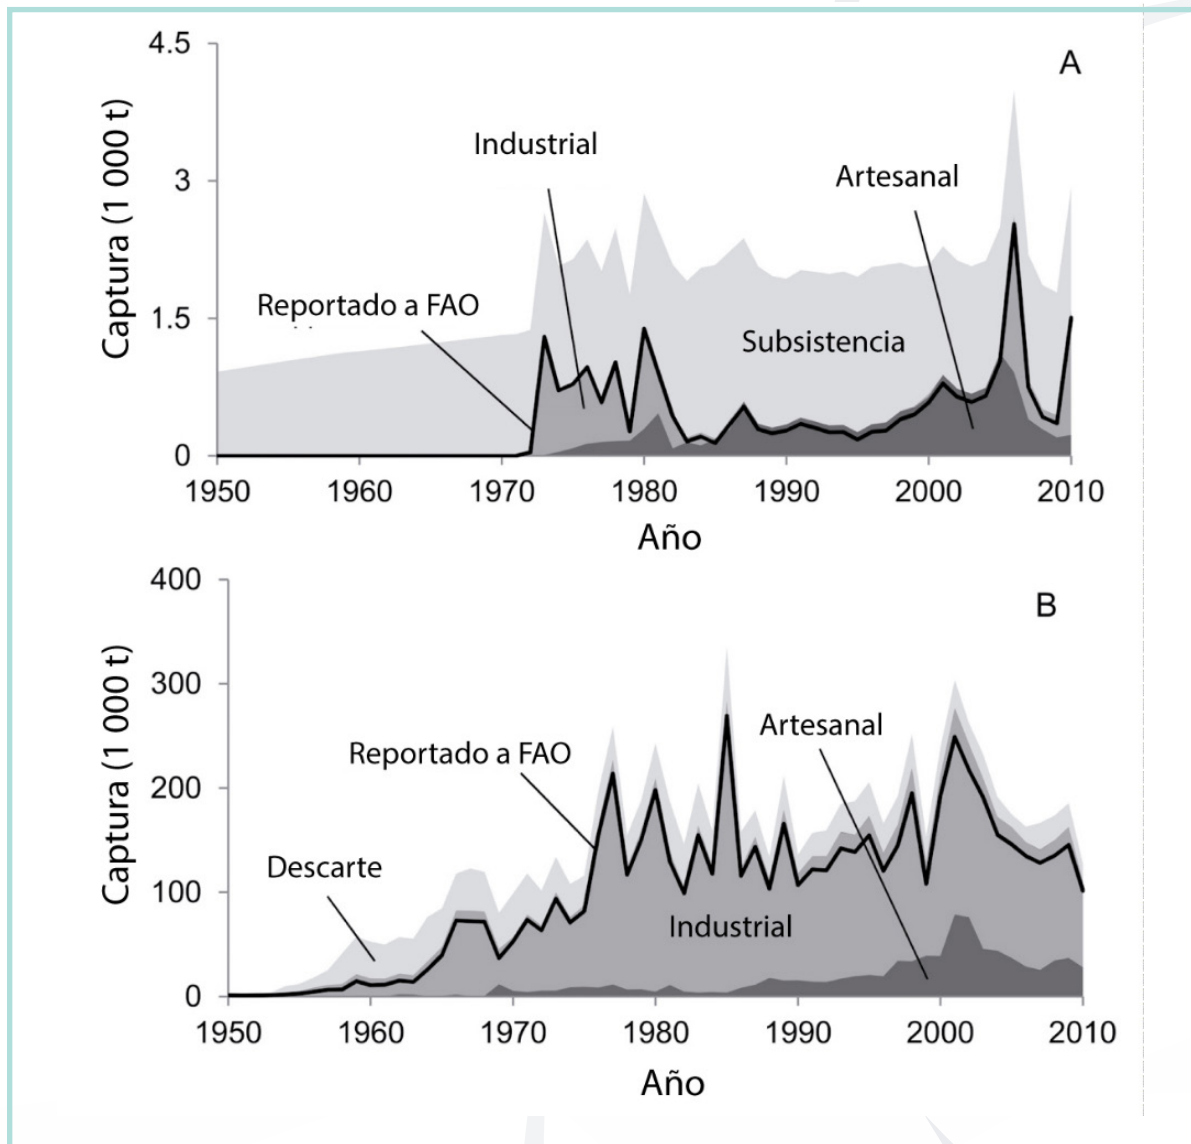 4.5
A
Captura (1 000 t)
Industrial
3
Artesanal
Reportado a FAO
1.5
Subsistencia
0
1950 1960 1970 1980 1990 2000 2010
Año
400
B
Captura (1 000 t)
300
Artesanal
Reportado a FAO
200
Descarte
100
Industrial
0
1950 1960 1970 1980 1990 2000 2010
Año